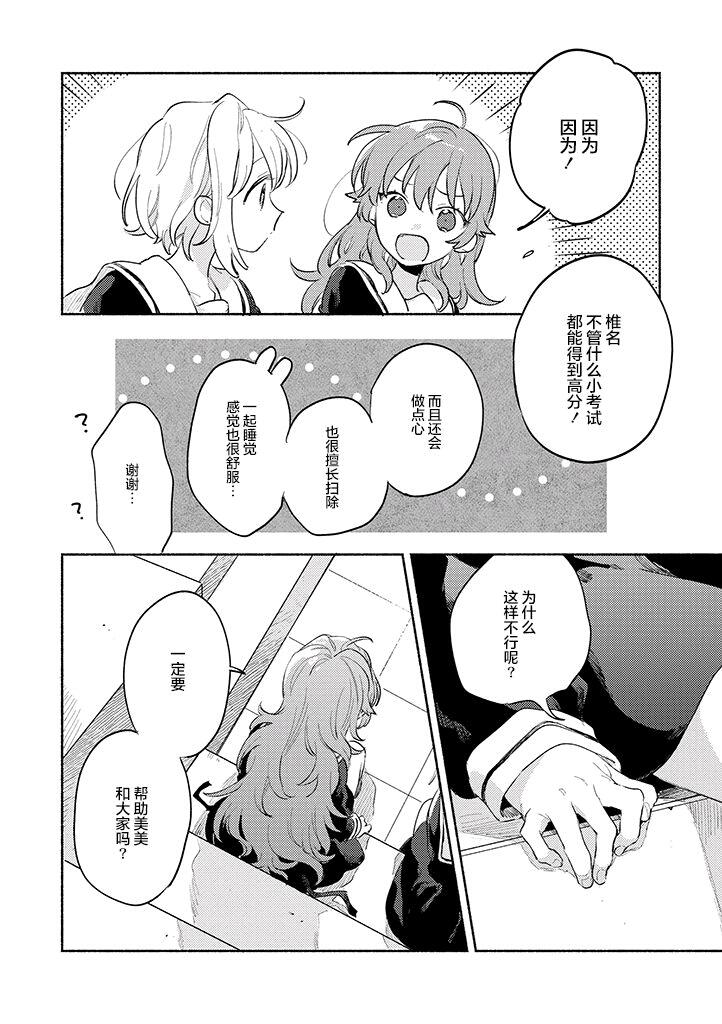 因为
因为！
椎名
不管什么小考试
都能得到高分！
而且还会
做点心
也很擅长扫除
一起睡觉
感觉也很舒服…
？
谢谢…
？
为什么
这样不行呢？
一定要
帮助美美
和大家吗？